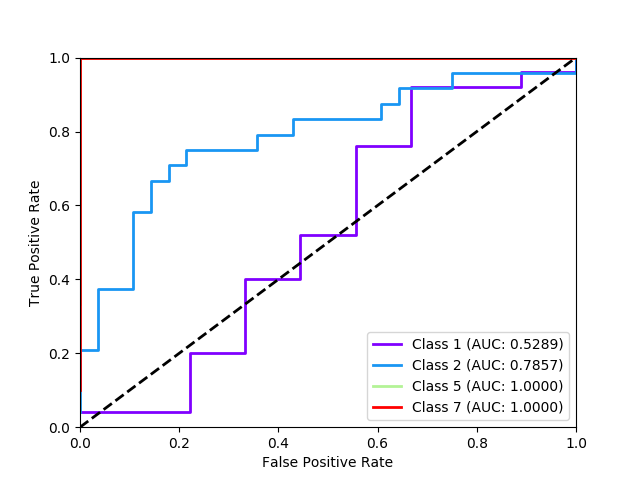 1.0
0.8
0.6
0.4
0.2
0.0
True Positive Rate
Class 1 (AUC: 0.5289)
Class 2 (AUC: 0.7857)
Class 5 (AUC: 1.0000)
Class 7 (AUC: 1.0000)
0.0 0.2 0.4 0.6 0.8 1.0
False Positive Rate